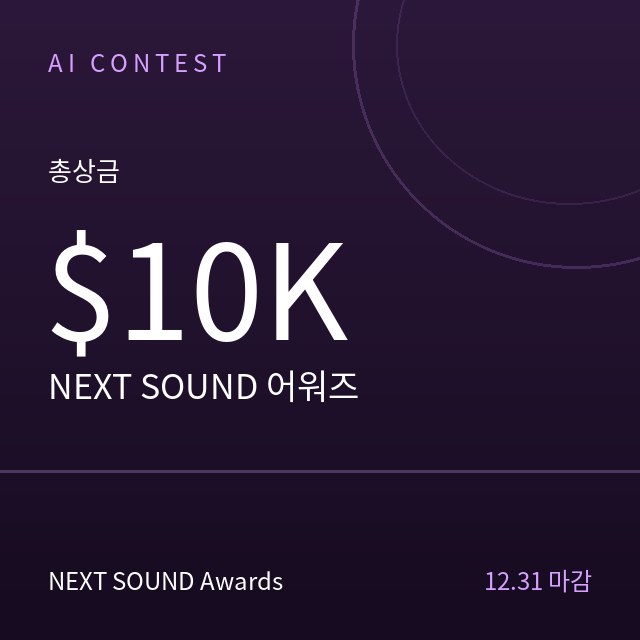 AI CONTEST
총상금
$10K
NEXT SOUND 어워즈
NEXT SOUND Awards
12.31 마감